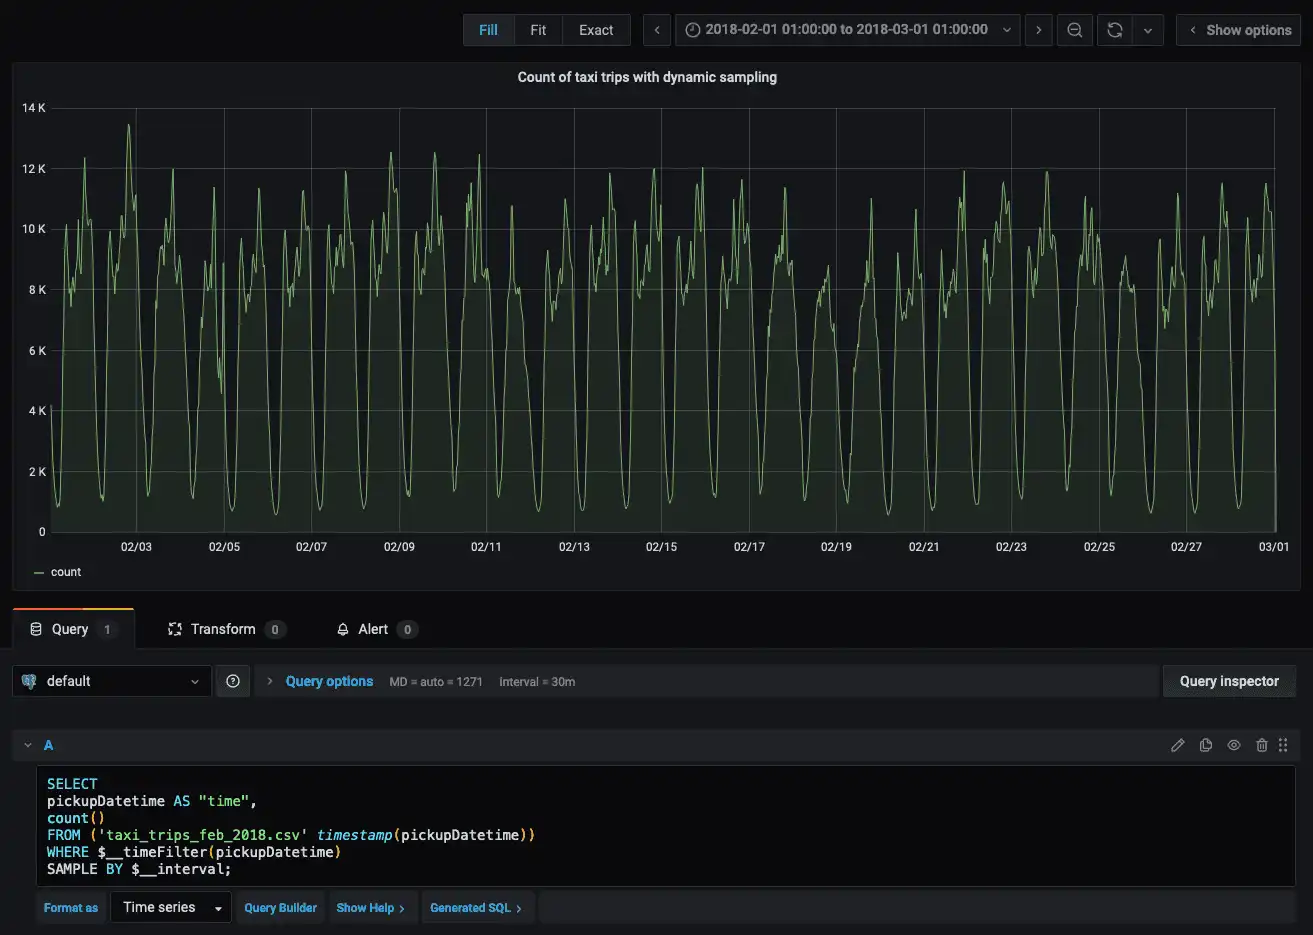 Fill Fit Exact 2018-02-01 01:00:00 to 2018-03-01 01:00:00 Show options
Count of taxi trips with dynamic sampling
14 K
12 K
10 K
8 K
6 K
4 K
2 K
0
02/03 02/05 02/07 02/09 02/11 02/13 02/15 02/17 02/19 02/21 02/23 02/25 02/27 03/01
count
Query 1 Transform 0 Alert 0
default Query options MD = auto = 1271 Interval = 30m Query inspector
A
SELECT
pickupDatetime AS "time",
count()
FROM ('taxi_trips_feb_2018.csv' timestamp(pickupDatetime))
WHERE $__timeFilter(pickupDatetime)
SAMPLE BY $__interval;
Format as Time series Query Builder Show Help Generated SQL